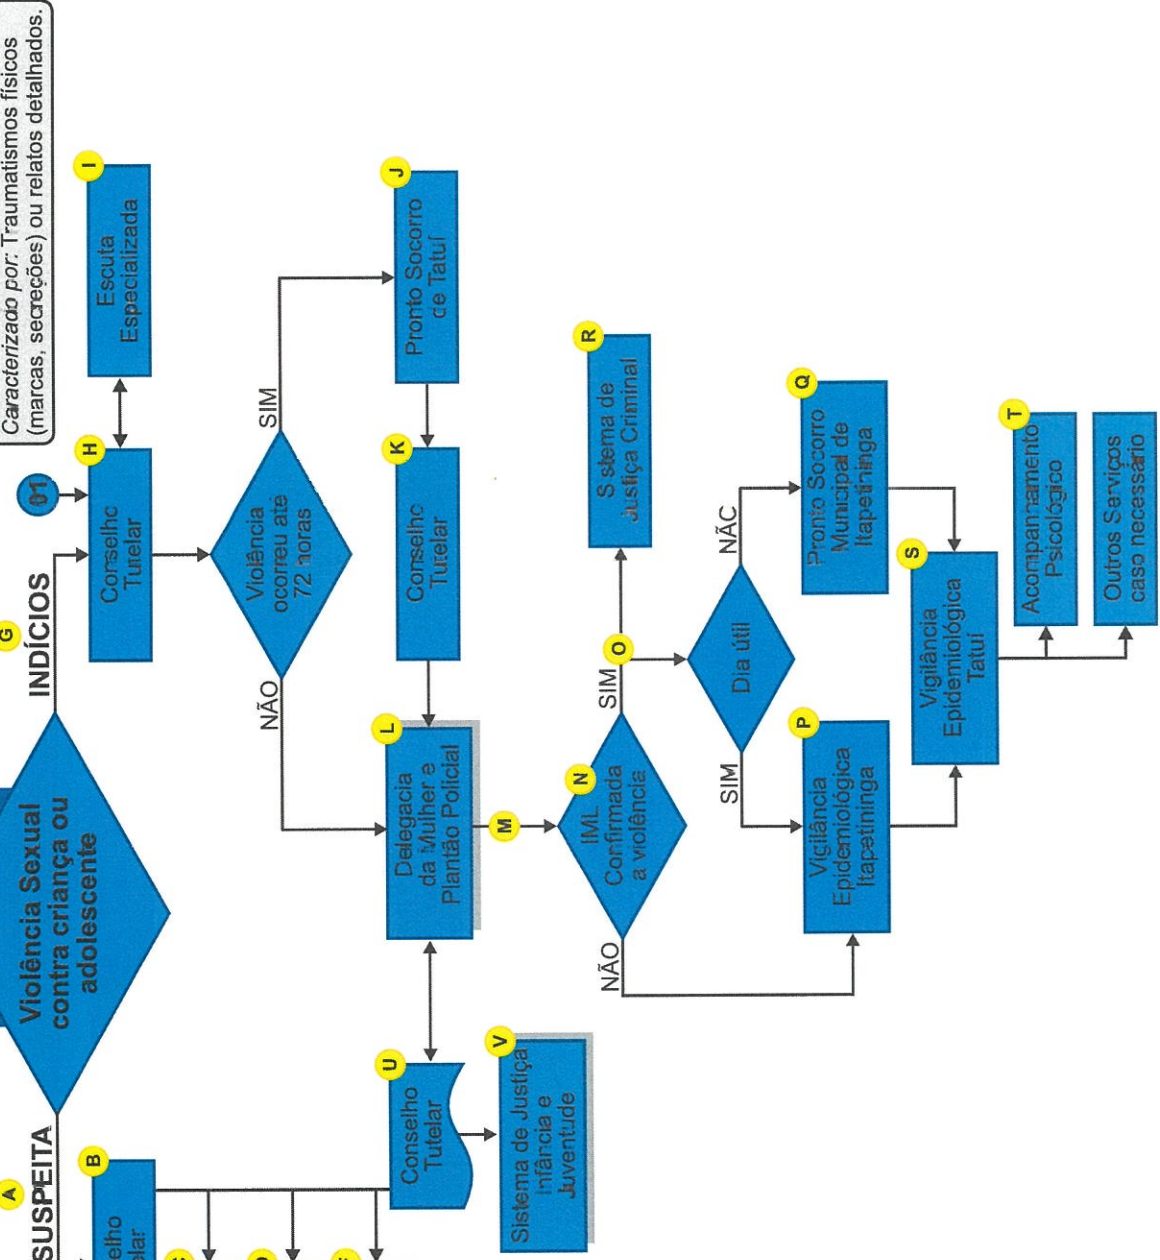 Caracterizado por: Traumatismos físicos
(marcas, secreções) ou relatos detalhados.
A
SUSPEITA
Violência Sexual
contra criança ou
adolescente
G
INDÍCIOS
01
B
H
Conselho
Tutelar
I
Escuta
Especializada
Violência
ocorreu até
72 horas
NÃO
SIM
U
Conselho
Tutelar
L
Delegacia
da Mulher e
Plantão Policial
K
Conselho
Tutelar
J
Pronto Socorro
de Tatuí
V
Sistema de Justiça
Infância e
Juventude
M
N
IML
Confirmada
a violência
NÃO
SIM
O
R
Sistema de
Justiça Criminal
Dia útil
SIM
NÃO
P
Vigilância
Epidemiológica
Itapetininga
Q
Pronto Socorro
Municipal de
Itapetininga
S
Vigilância
Epidemiológica
Tatuí
T
Acompanhamento
Psicológico
Outros Serviços
caso necessário